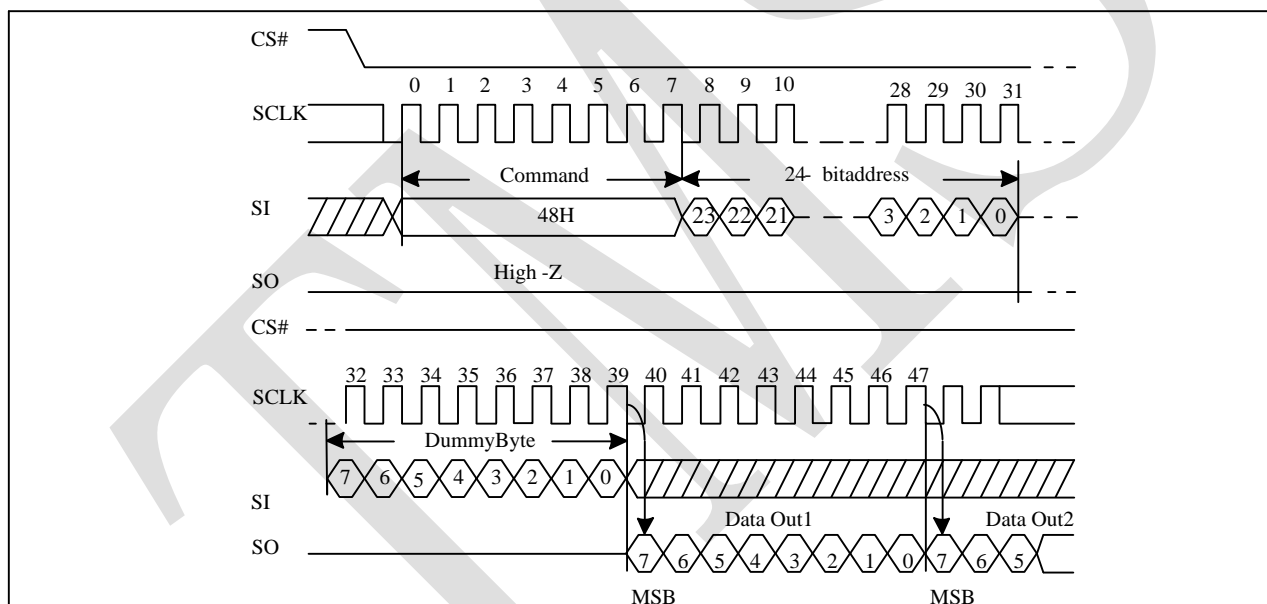 CS#
0 1 2 3 4 5 6 7 8 9 10 28 29 30 31
SCLK
Command 24- bitaddress
SI 48H 23 22 21 3 2 1 0
High -Z
SO
CS#
32 33 34 35 36 37 38 39 40 41 42 43 44 45 46 47
SCLK
DummyByte
7 6 5 4 3 2 1 0
SI
Data Out1 Data Out2
SO 7 6 5 4 3 2 1 0 7 6 5
MSB MSB